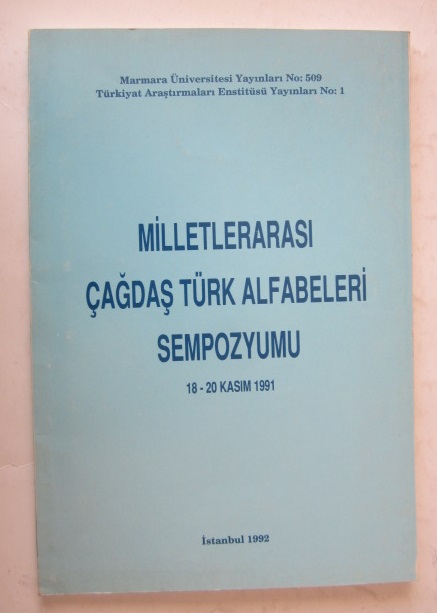 Marmara Üniversitesi Yayınları No: 509
Türkiyat Araştırmaları Enstitüsü Yayınları No: 1
MİLLETLERARASI
ÇAĞDAŞ TÜRK ALFABELERİ
SEMPOZYUMU
18 - 20 KASIM 1991
İstanbul 1992